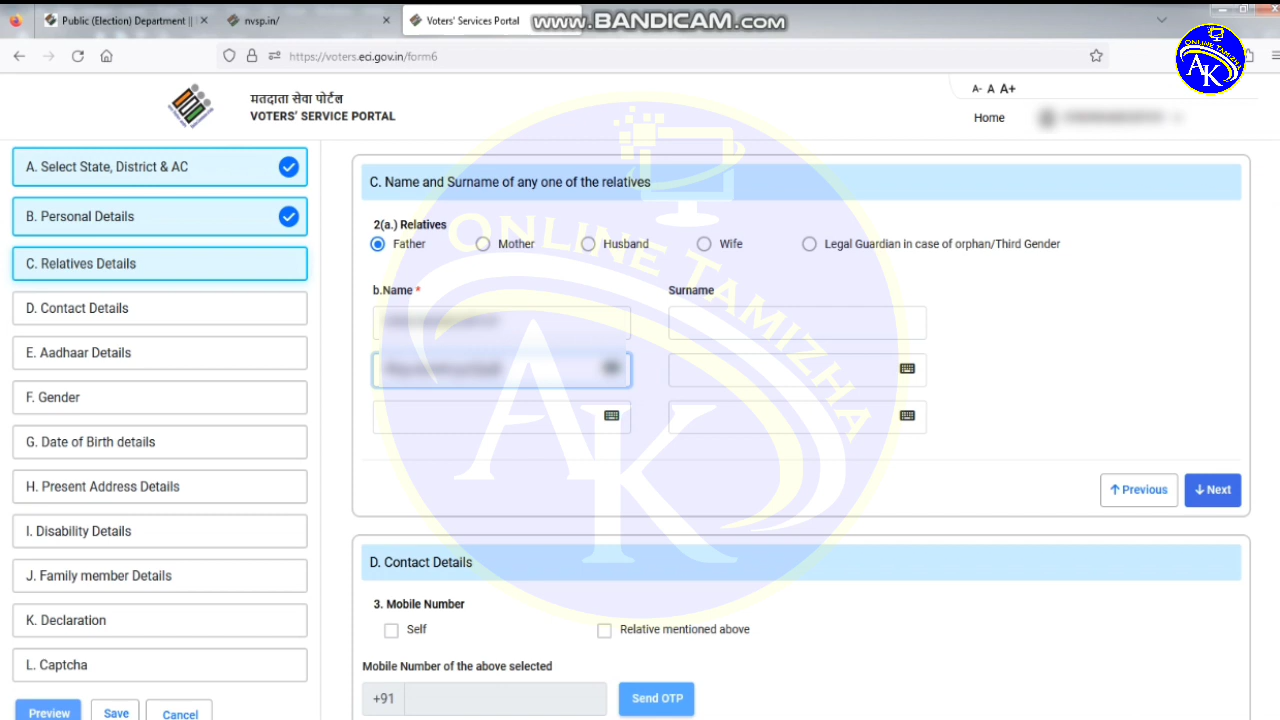 Public (Election) Department ||
nvsp.in/
Voters' Services Portal
www.BANDICAM.com
https://voters.eci.gov.in/form6
ONLINE TAMIZHA
AK
मतदाता सेवा पोर्टल
VOTERS' SERVICE PORTAL
A- A A+
Home
A. Select State, District & AC
B. Personal Details
C. Relatives Details
D. Contact Details
E. Aadhaar Details
F. Gender
G. Date of Birth details
H. Present Address Details
I. Disability Details
J. Family member Details
K. Declaration
L. Captcha
Preview
Save
Cancel
C. Name and Surname of any one of the relatives
2(a.) Relatives
Father
Mother
Husband
Wife
Legal Guardian in case of orphan/Third Gender
b.Name *
Surname
ONLINE TAMIZHA
AK
Previous
Next
D. Contact Details
3. Mobile Number
Self
Relative mentioned above
Mobile Number of the above selected
+91
Send OTP